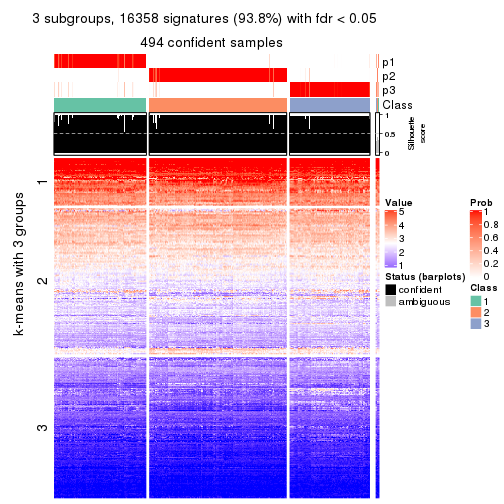 3 subgroups, 16358 signatures (93.8%) with fdr < 0.05
494 confident samples
p1
p2
p3
Class
1
0.5
0
Silhouette
score
k-means with 3 groups
1
2
3
Value
5
4
3
2
1
Status (barplots)
confident
ambiguous
Prob
1
0.8
0.6
0.4
0.2
0
Class
1
2
3